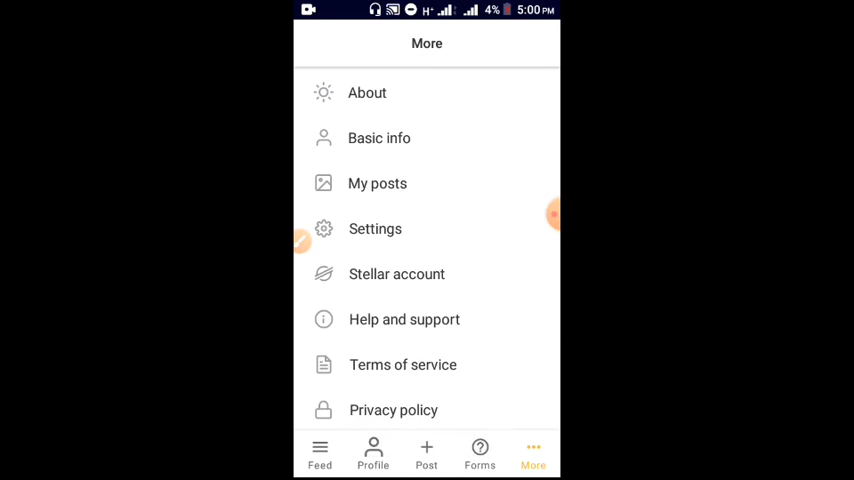 H+ 4% 5:00 PM
More
About
Basic info
My posts
Settings
Stellar account
Help and support
Terms of service
Privacy policy
Feed Profile Post Forms More